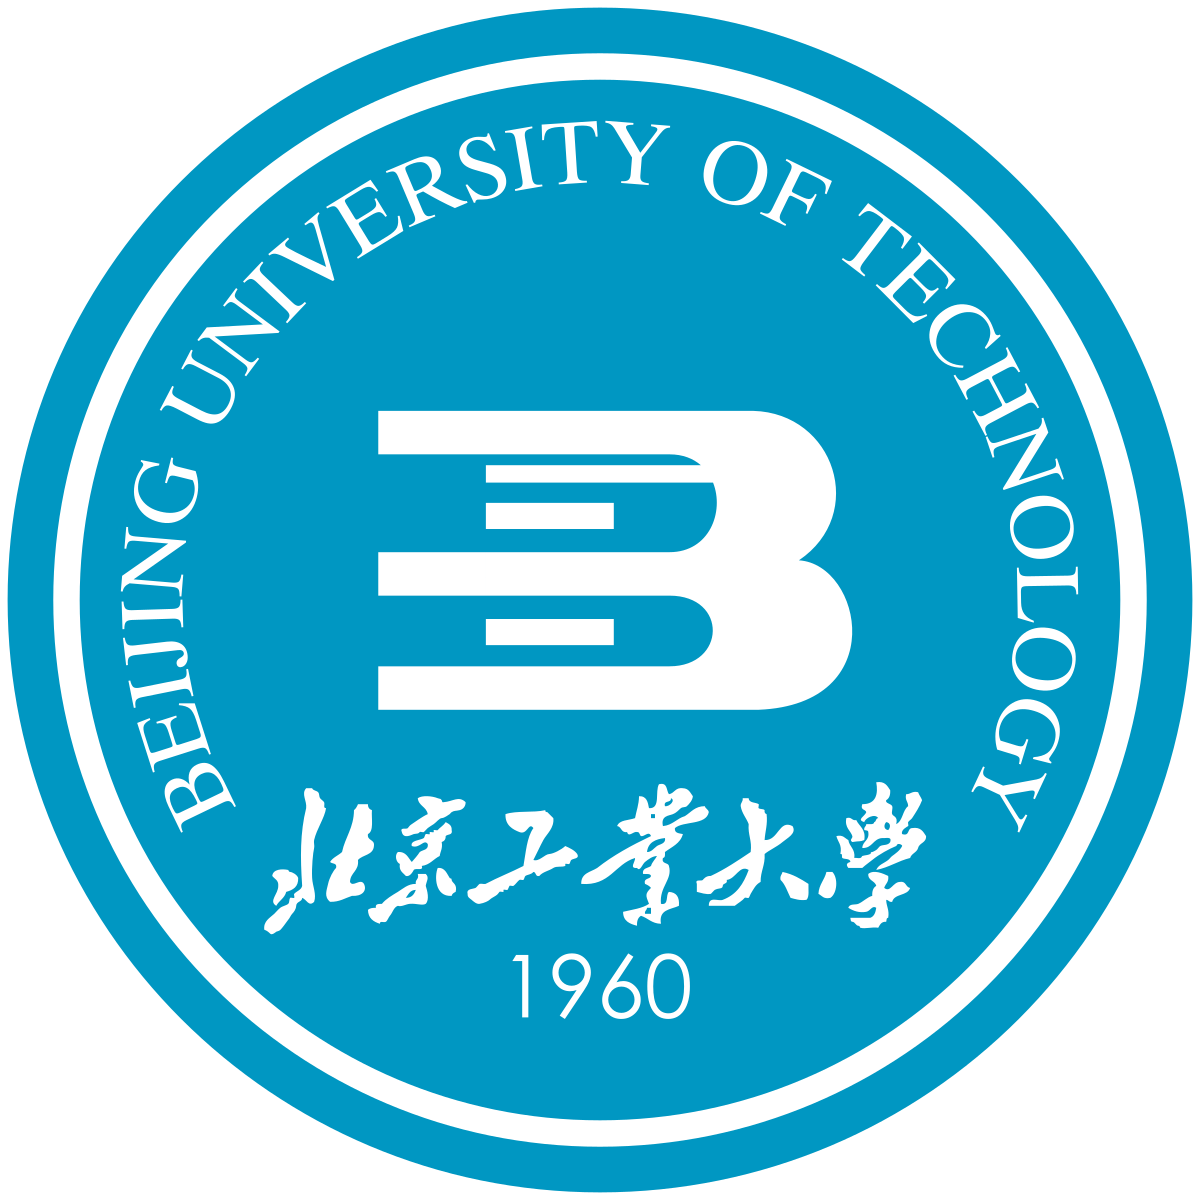 BEIJING UNIVERSITY OF TECHNOLOGY
B
北京工業大學
1960